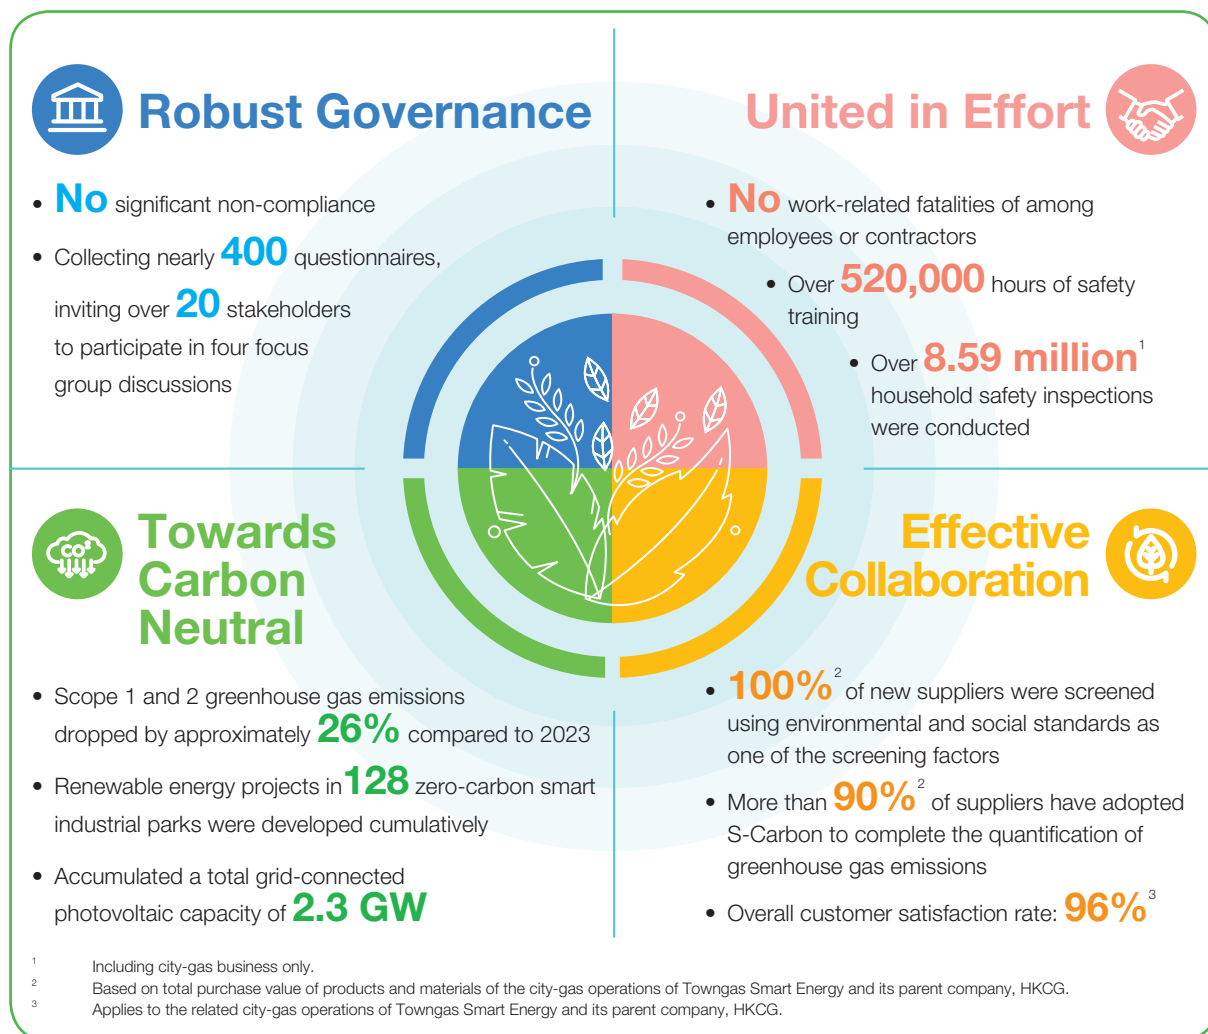 Robust Governance
• No significant non-compliance
• Collecting nearly 400 questionnaires,
inviting over 20 stakeholders
to participate in four focus
group discussions
United in Effort
• No work-related fatalities of among
employees or contractors
• Over 520,000 hours of safety
training
• Over 8.59 million1
household safety inspections
were conducted
CO2
Towards
Carbon
Neutral
• Scope 1 and 2 greenhouse gas emissions
dropped by approximately 26% compared to 2023
• Renewable energy projects in 128 zero-carbon smart
industrial parks were developed cumulatively
• Accumulated a total grid-connected
photovoltaic capacity of 2.3 GW
Effective
Collaboration
• 100%2 of new suppliers were screened
using environmental and social standards as
one of the screening factors
• More than 90%2 of suppliers have adopted
S-Carbon to complete the quantification of
greenhouse gas emissions
• Overall customer satisfaction rate: 96%3
1 Including city-gas business only.
2 Based on total purchase value of products and materials of the city-gas operations of Towngas Smart Energy and its parent company, HKCG.
3 Applies to the related city-gas operations of Towngas Smart Energy and its parent company, HKCG.